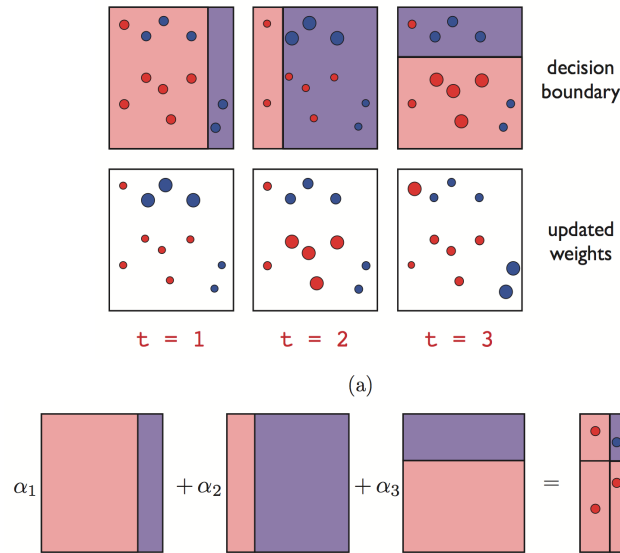 decision
boundary
updated
weights
t = 1 t = 2 t = 3
(a)
α₁ + α₂ + α₃ =